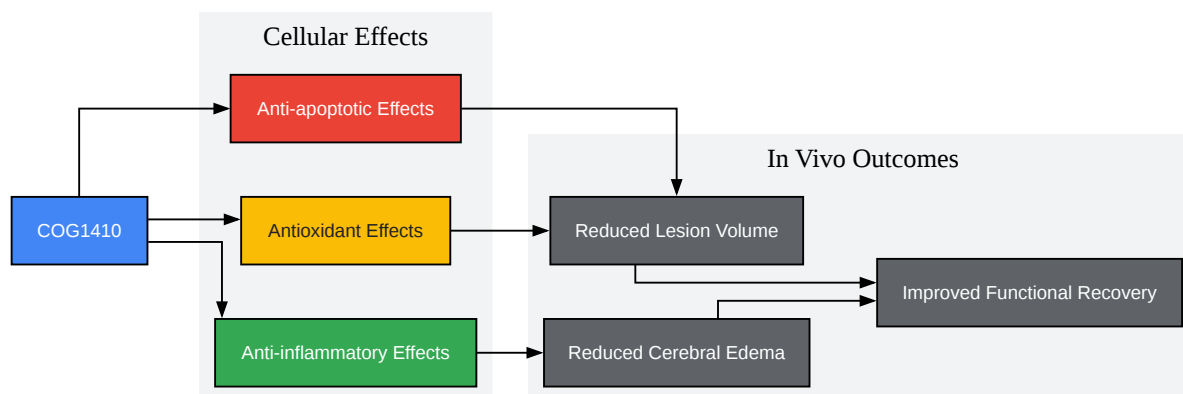 Cellular Effects
Anti-apoptotic Effects
In Vivo Outcomes
COG1410
Antioxidant Effects
Reduced Lesion Volume
Improved Functional Recovery
Anti-inflammatory Effects
Reduced Cerebral Edema